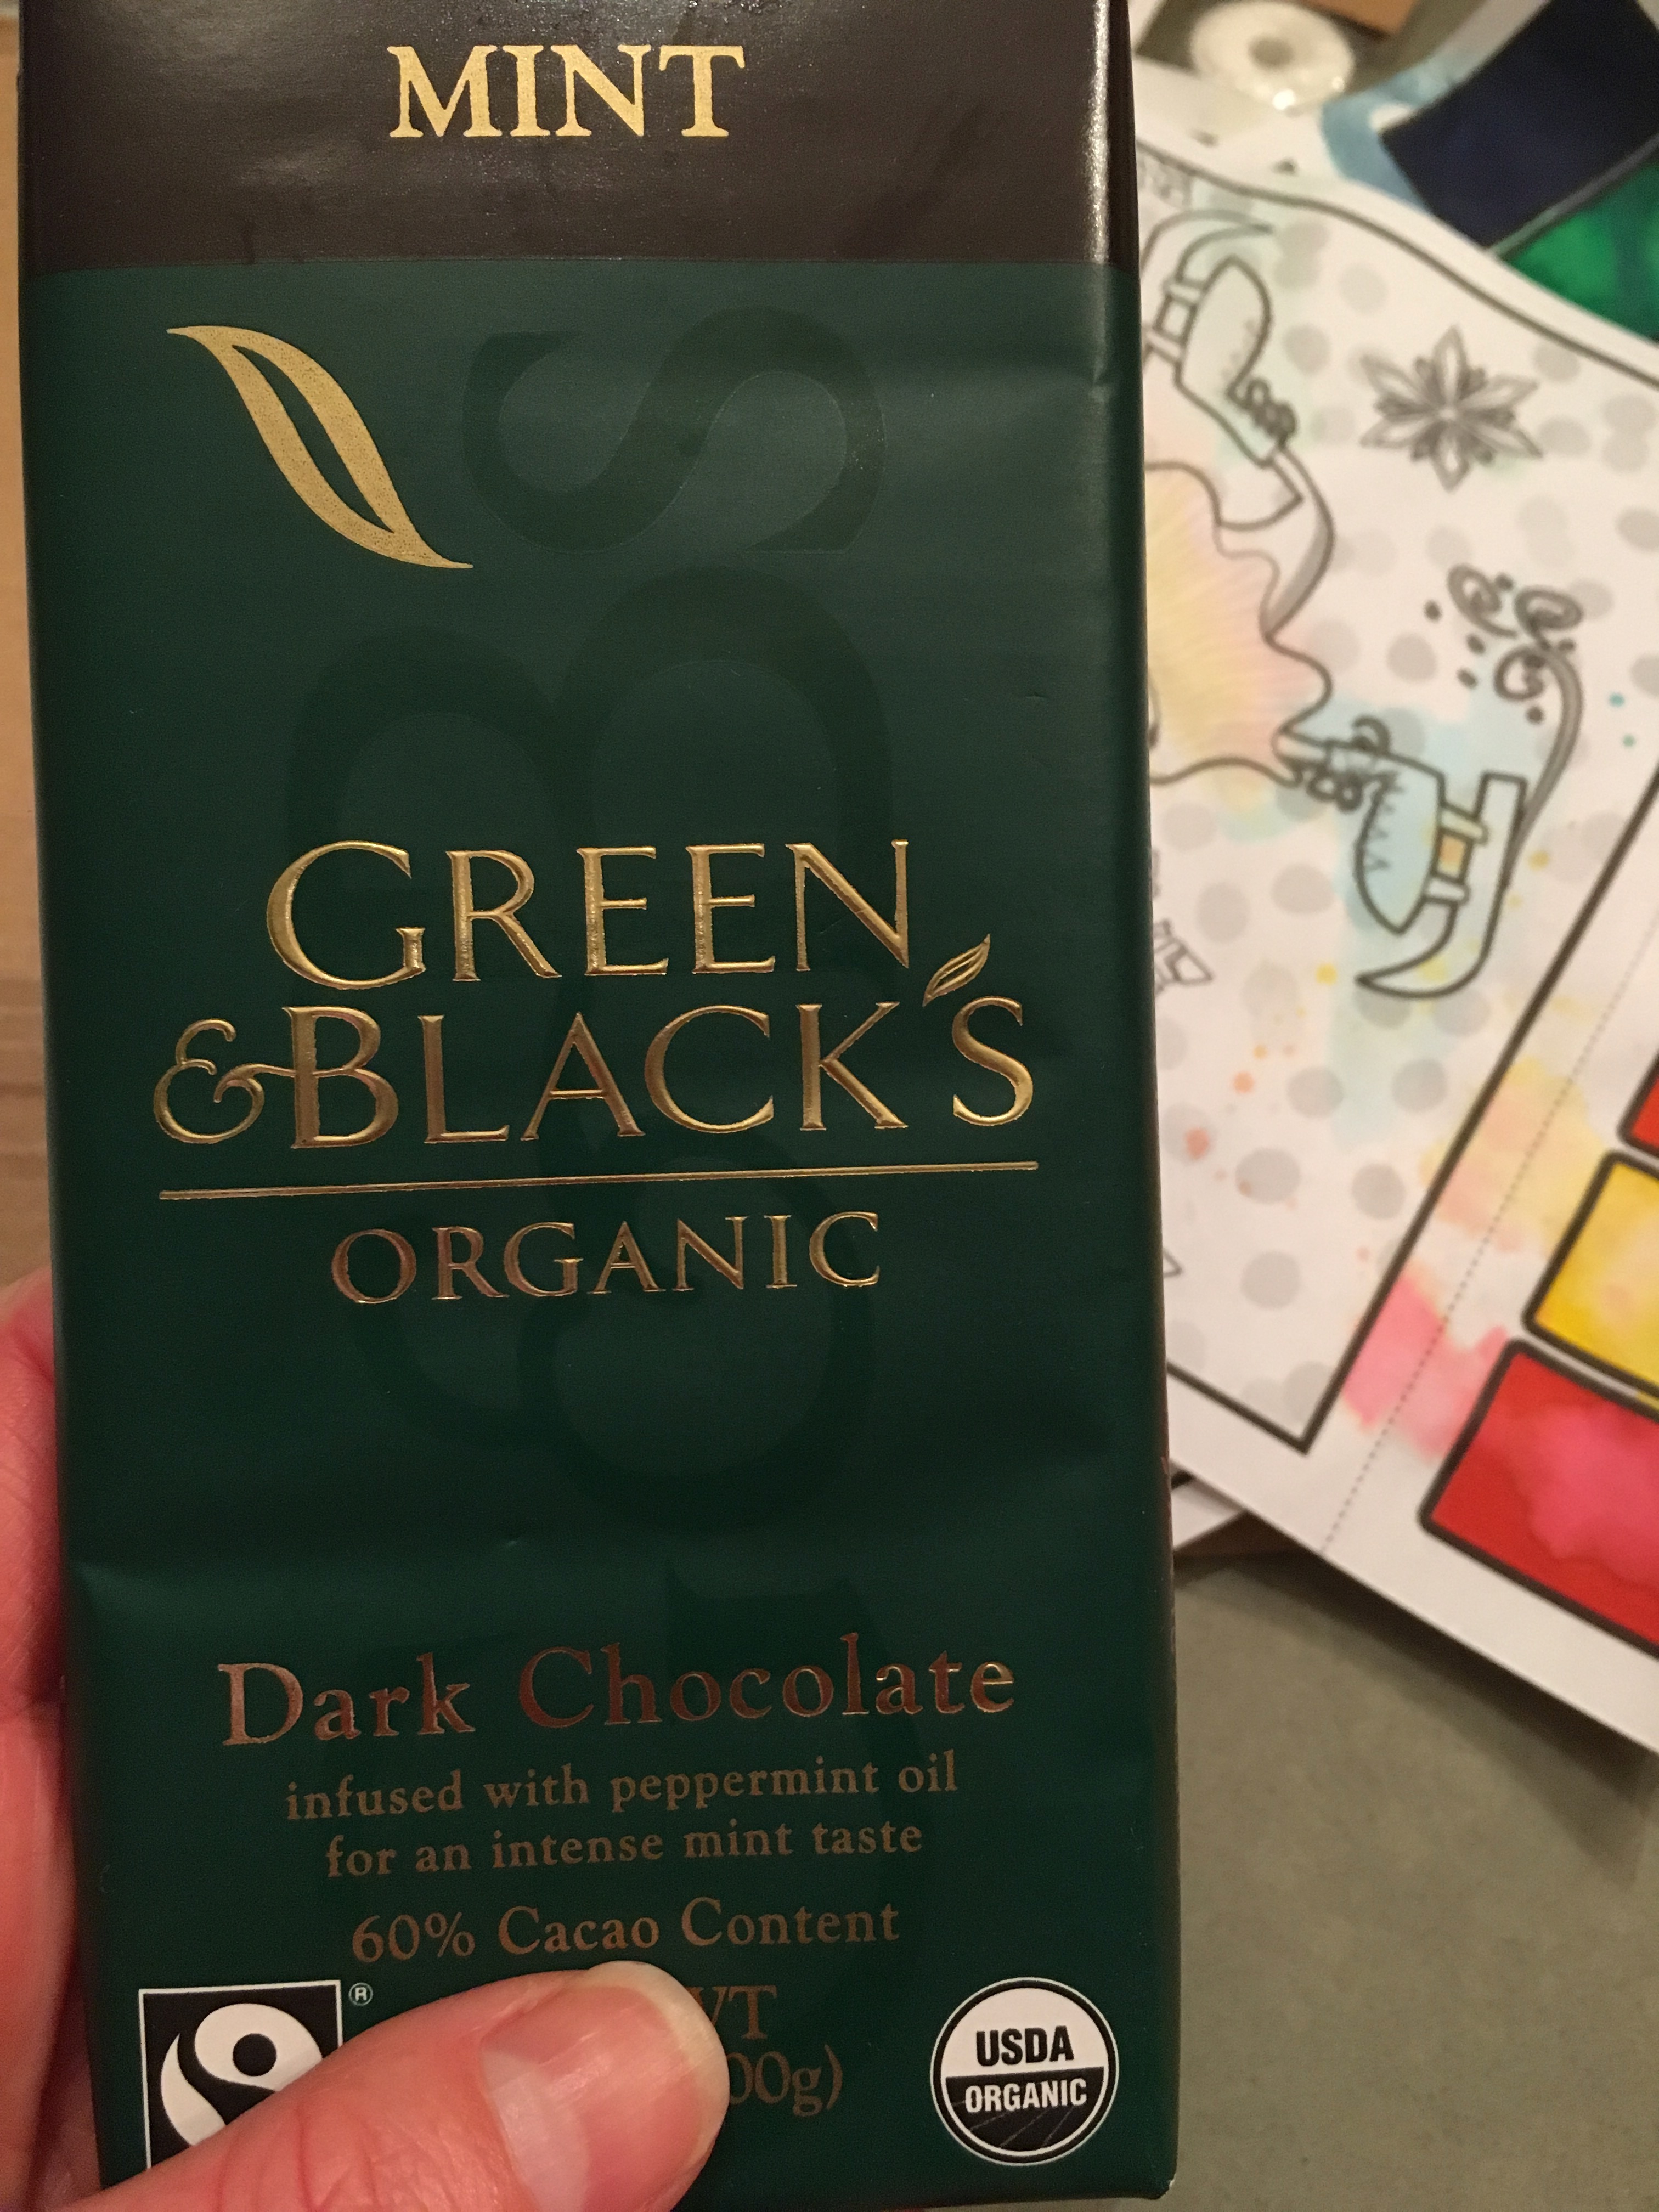 MINT
GREEN
&BLACK'S
ORGANIC
Dark Chocolate
infused with peppermint oil
for an intense mint taste
60% Cacao Content
®
USDA
ORGANIC